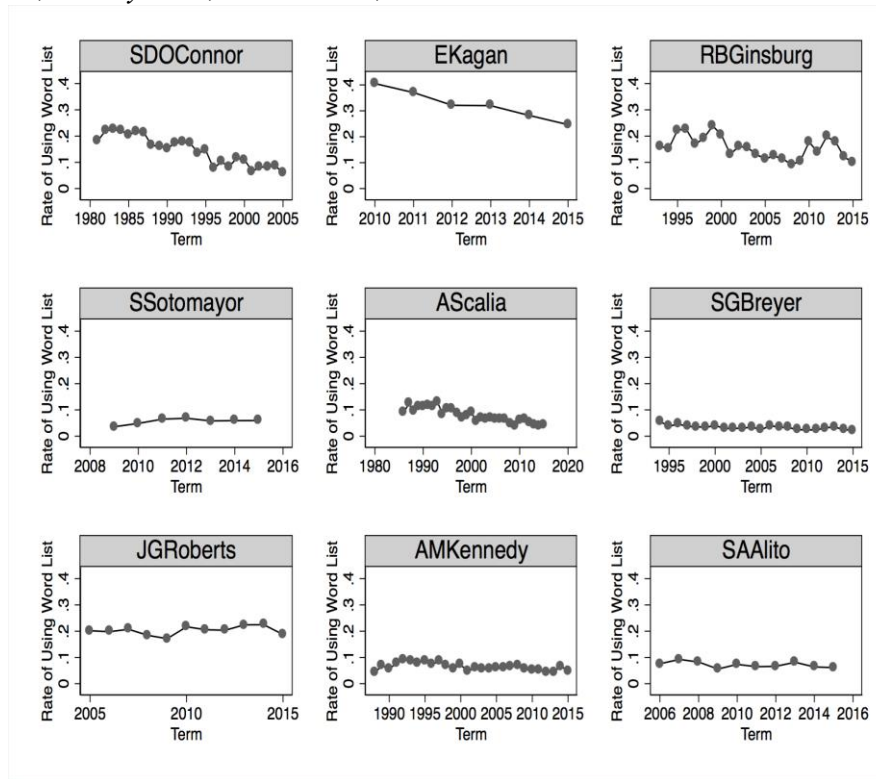 SDOConnor
EKagan
RBGinsburg
Rate of Using Word List
0 .1 .2 .3 .4
1980 1985 1990 1995 2000 2005
Term
Rate of Using Word List
0 .1 .2 .3 .4
2010 2011 2012 2013 2014 2015
Term
Rate of Using Word List
0 .1 .2 .3 .4
1995 2000 2005 2010 2015
Term
SSotomayor
AScalia
SGBreyer
Rate of Using Word List
0 .1 .2 .3 .4
2008 2010 2012 2014 2016
Term
Rate of Using Word List
0 .1 .2 .3 .4
1980 1990 2000 2010 2020
Term
Rate of Using Word List
0 .1 .2 .3 .4
1995 2000 2005 2010 2015
Term
JGRoberts
AMKennedy
SAAlito
Rate of Using Word List
0 .1 .2 .3 .4
2005 2010 2015
Term
Rate of Using Word List
0 .1 .2 .3 .4
1990 1995 2000 2005 2010 2015
Term
Rate of Using Word List
0 .1 .2 .3 .4
2006 2008 2010 2012 2014 2016
Term